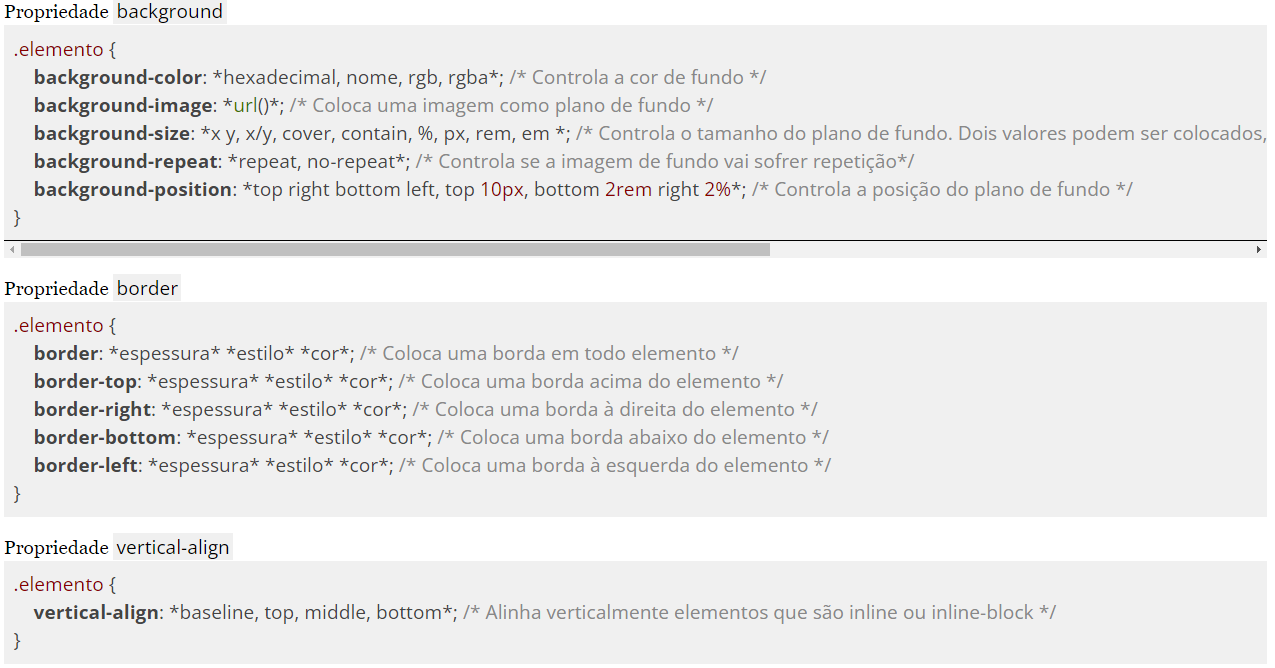 Propriedade background
.elemento {
background-color: *hexadecimal, nome, rgb, rgba*; /* Controla a cor de fundo */
background-image: *url()*; /* Coloca uma imagem como plano de fundo */
background-size: *x y, x/y, cover, contain, %, px, rem, em *; /* Controla o tamanho do plano de fundo. Dois valores podem ser colocados,
background-repeat: *repeat, no-repeat*; /* Controla se a imagem de fundo vai sofrer repetição*/
background-position: *top right bottom left, top 10px, bottom 2rem right 2%*; /* Controla a posição do plano de fundo */
}
Propriedade border
.elemento {
border: *espessura* *estilo* *cor*; /* Coloca uma borda em todo elemento */
border-top: *espessura* *estilo* *cor*; /* Coloca uma borda acima do elemento */
border-right: *espessura* *estilo* *cor*; /* Coloca uma borda à direita do elemento */
border-bottom: *espessura* *estilo* *cor*; /* Coloca uma borda abaixo do elemento */
border-left: *espessura* *estilo* *cor*; /* Coloca uma borda à esquerda do elemento */
}
Propriedade vertical-align
.elemento {
vertical-align: *baseline, top, middle, bottom*; /* Alinha verticalmente elementos que são inline ou inline-block */
}